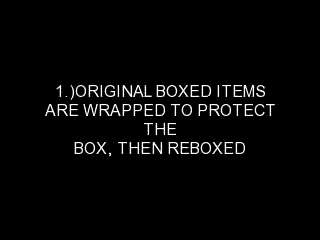 1.)ORIGINAL BOXED ITEMS
ARE WRAPPED TO PROTECT
THE
BOX, THEN REBOXED